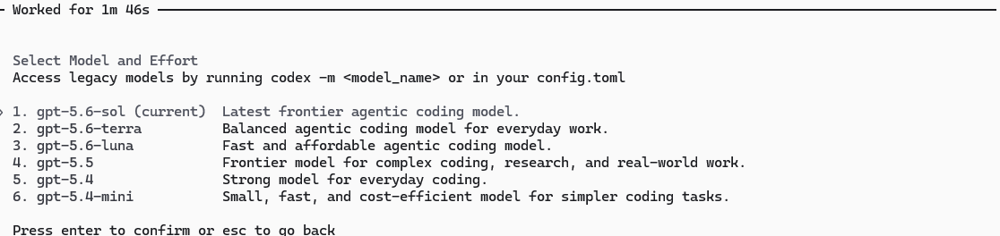 Worked for 1m 46s
Select Model and Effort
Access legacy models by running codex -m <model_name> or in your config.toml
› 1. gpt-5.6-sol (current)  Latest frontier agentic coding model.
2. gpt-5.6-terra  Balanced agentic coding model for everyday work.
3. gpt-5.6-luna  Fast and affordable agentic coding model.
4. gpt-5.5  Frontier model for complex coding, research, and real-world work.
5. gpt-5.4  Strong model for everyday coding.
6. gpt-5.4-mini  Small, fast, and cost-efficient model for simpler coding tasks.
Press enter to confirm or esc to go back